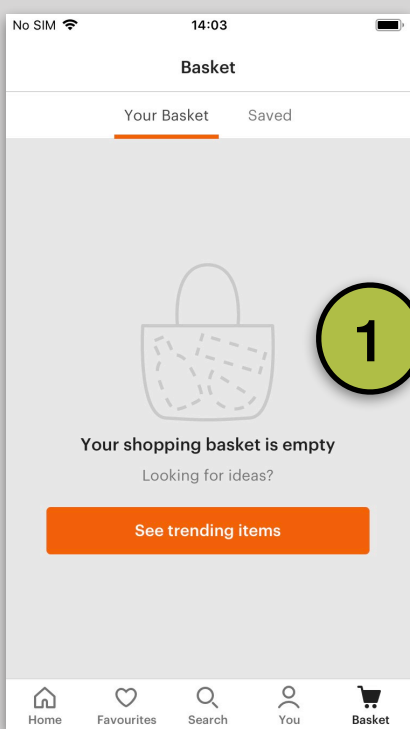 No SIM 14:03
Basket
Your Basket Saved
1
Your shopping basket is empty
Looking for ideas?
See trending items
Home Favourites Search You Basket